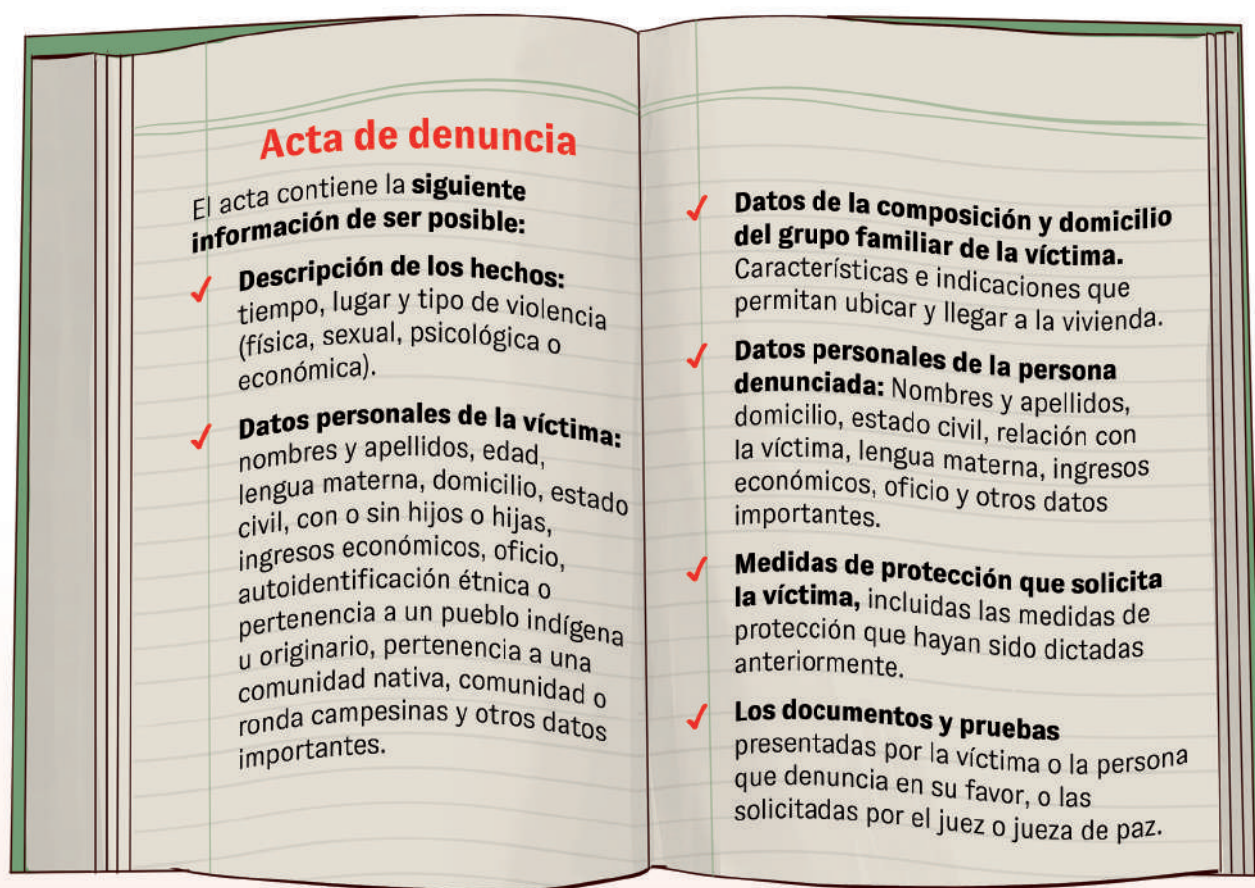 Acta de denuncia
El acta contiene la siguiente
información de ser posible:
✓ Descripción de los hechos:
tiempo, lugar y tipo de violencia
(física, sexual, psicológica o
económica).
✓ Datos personales de la víctima:
nombres y apellidos, edad,
lengua materna, domicilio, estado
civil, con o sin hijos o hijas,
ingresos económicos, oficio,
autoidentificación étnica o
pertenencia a un pueblo indígena
u originario, pertenencia a una
comunidad nativa, comunidad o
ronda campesinas y otros datos
importantes.
✓ Datos de la composición y domicilio
del grupo familiar de la víctima.
Características e indicaciones que
permitan ubicar y llegar a la vivienda.
✓ Datos personales de la persona
denunciada: Nombres y apellidos,
domicilio, estado civil, relación con
la víctima, lengua materna, ingresos
económicos, oficio y otros datos
importantes.
✓ Medidas de protección que solicita
la víctima, incluidas las medidas de
protección que hayan sido dictadas
anteriormente.
✓ Los documentos y pruebas
presentadas por la víctima o la persona
que denuncia en su favor, o las
solicitadas por el juez o jueza de paz.